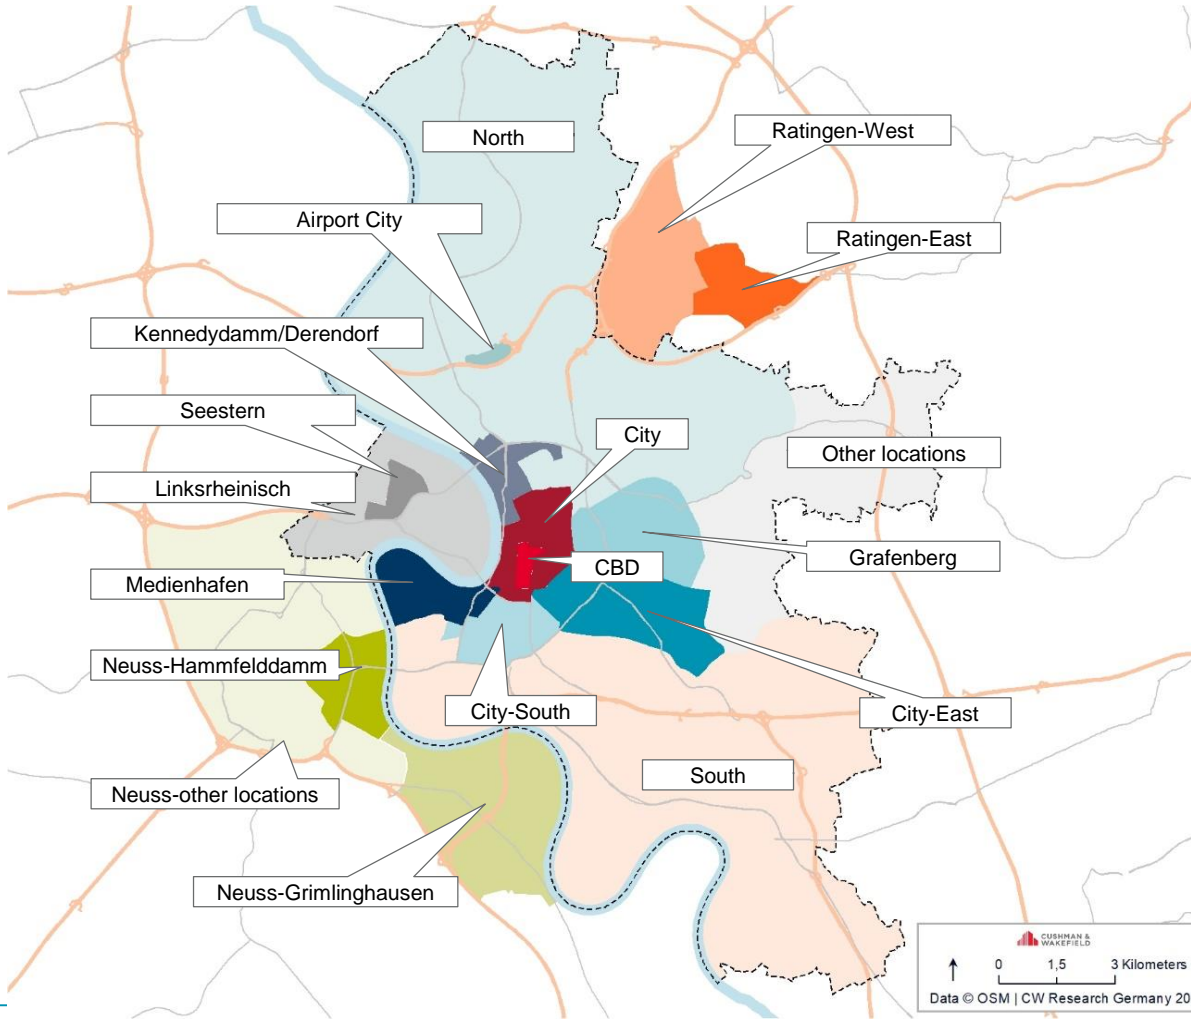 North
Ratingen-West
Airport City
Ratingen-East
Kennedydamm/Derendorf
Seestern
City
Other locations
Linksrheinisch
Grafenberg
CBD
Medienhafen
Neuss-Hammfelddamm
City-South
City-East
South
Neuss-other locations
Neuss-Grimlinghausen
CUSHMAN &
WAKEFIELD
0 1,5 3 Kilometers
Data © OSM | CW Research Germany 20